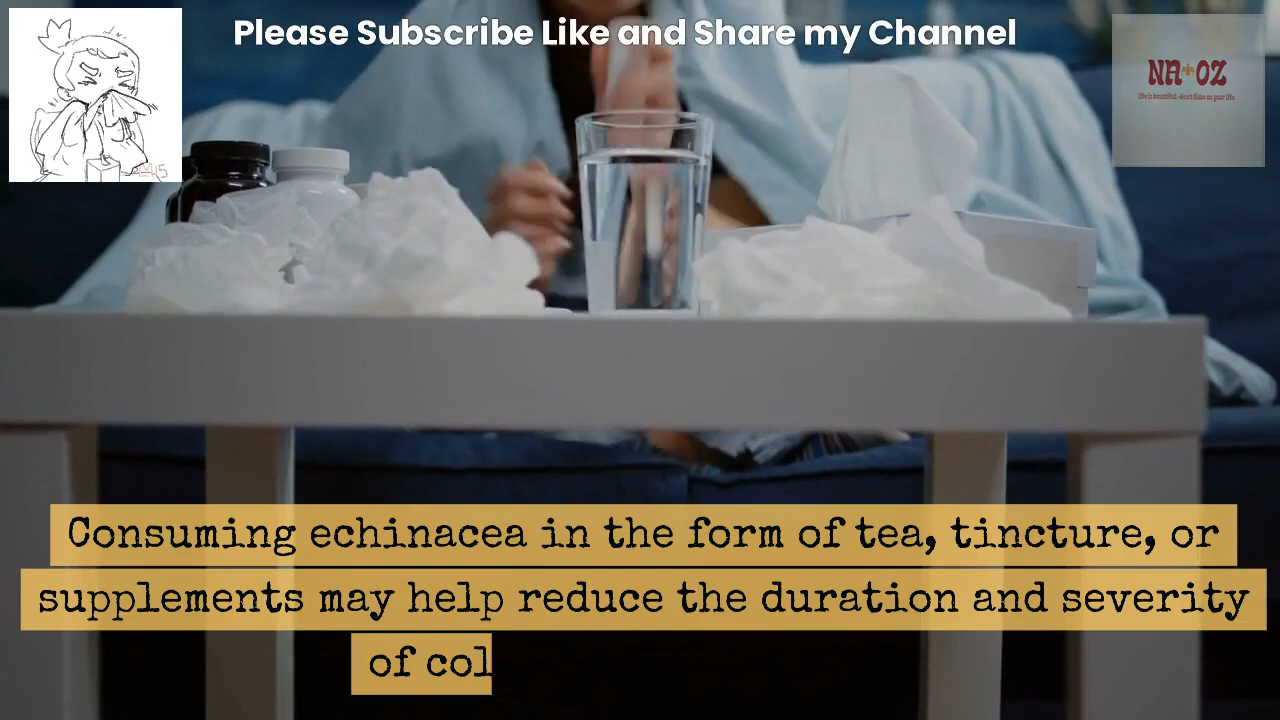 Please Subscribe Like and Share my Channel
NA OZ
Consuming echinacea in the form of tea, tincture, or
supplements may help reduce the duration and severity
of col